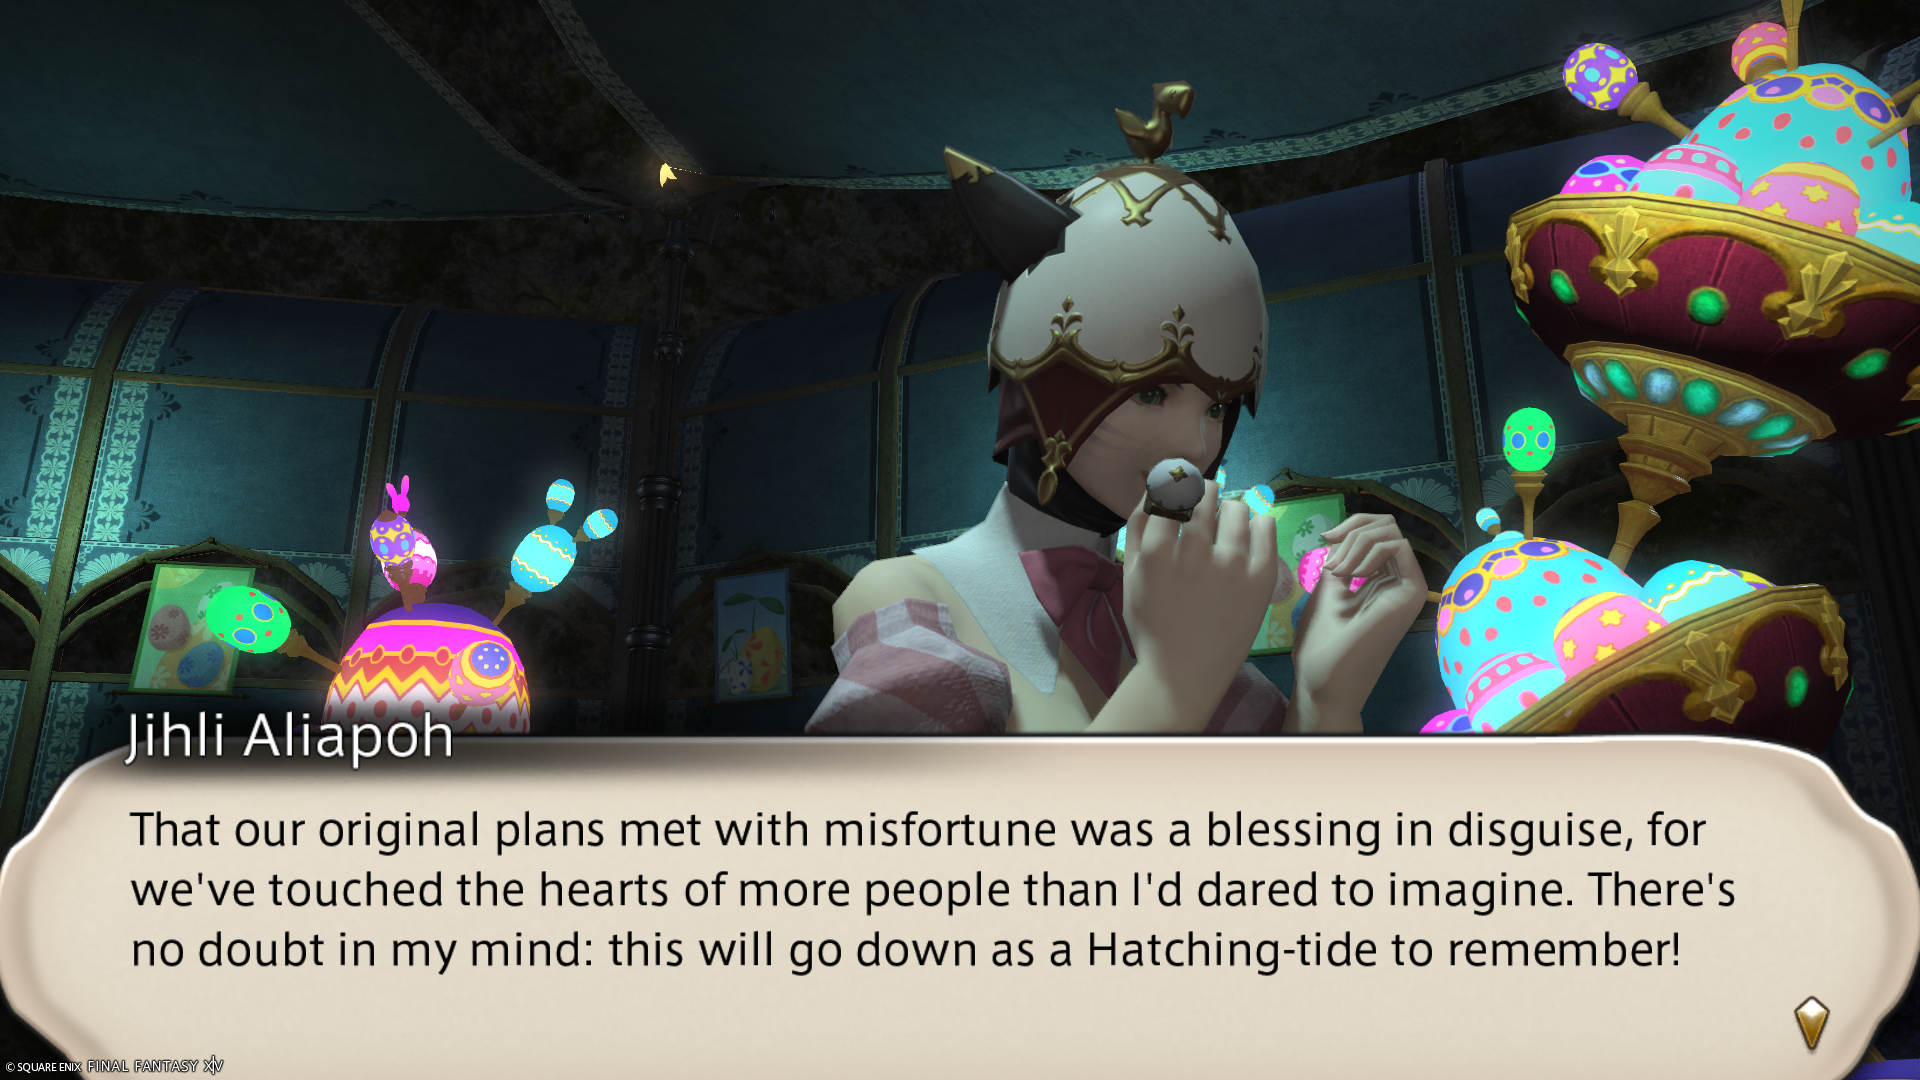 Jihli Aliapoh
That our original plans met with misfortune was a blessing in disguise, for
we've touched the hearts of more people than I'd dared to imagine. There's
no doubt in my mind: this will go down as a Hatching-tide to remember!
© SQUARE ENIX FINAL FANTASY XIV